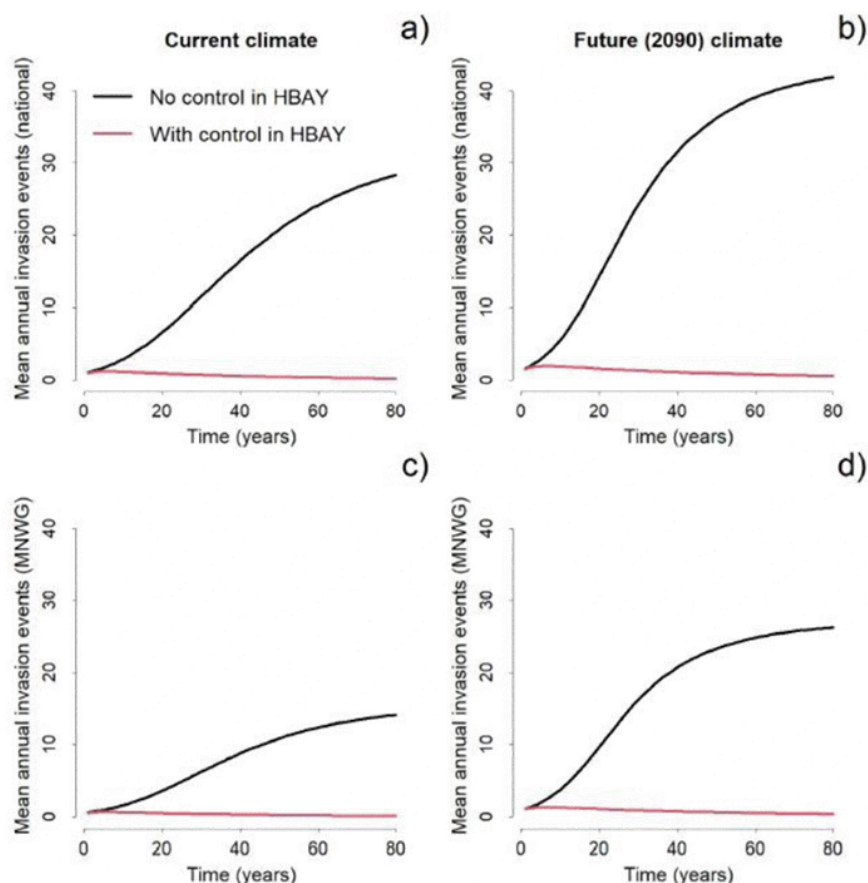 Current climate
a)
Future (2090) climate
b)
Mean annual invasion events (national)
40
30
20
10
0
No control in HBAY
With control in HBAY
0 20 40 60 80
Time (years)
Mean annual invasion events (national)
40
30
20
10
0
0 20 40 60 80
Time (years)
c)
Mean annual invasion events (MNWG)
40
30
20
10
0
0 20 40 60 80
Time (years)
d)
Mean annual invasion events (MNWG)
40
30
20
10
0
0 20 40 60 80
Time (years)